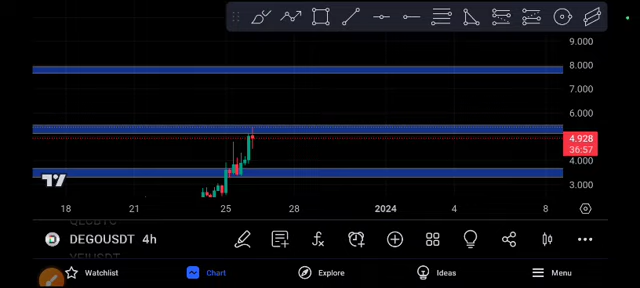 9.000
8.000
7.000
6.000
4.928
36:57
4.000
3.000
18 21 25 28 2024 4 8
DEGOUSDT 4h
Watchlist Chart Explore Ideas Menu